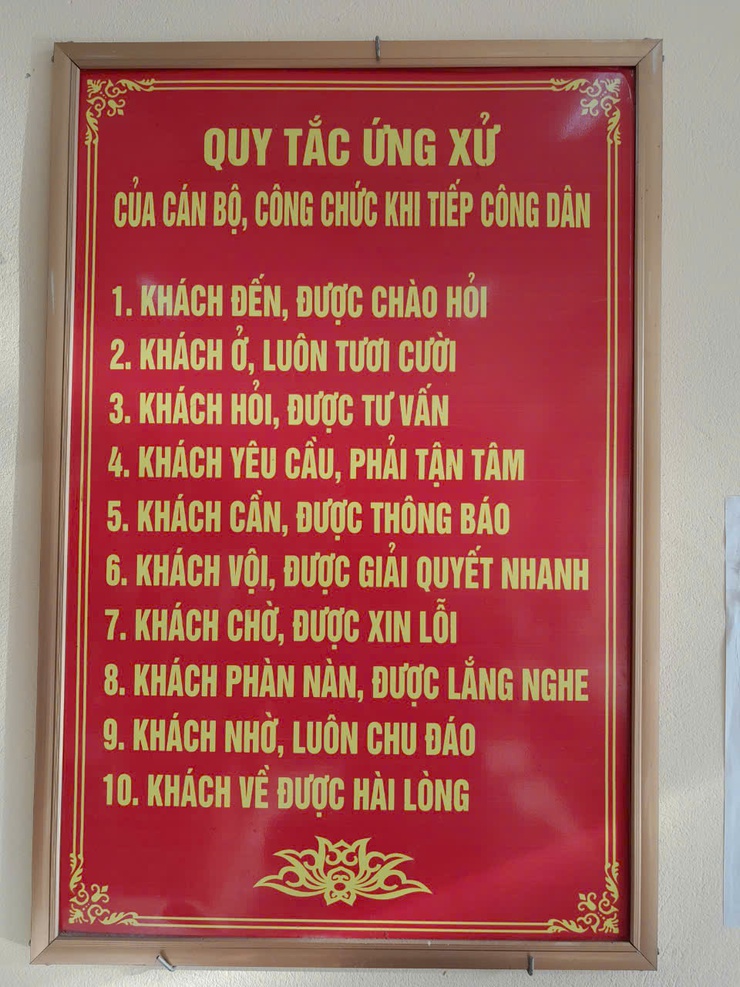 QUY TẮC ỨNG XỬ
CỦA CÁN BỘ, CÔNG CHỨC KHI TIẾP CÔNG DÂN
1. KHÁCH ĐẾN, ĐƯỢC CHÀO HỎI
2. KHÁCH Ở, LUÔN TƯƠI CƯỜI
3. KHÁCH HỎI, ĐƯỢC TƯ VẤN
4. KHÁCH YÊU CẦU, PHẢI TẬN TÂM
5. KHÁCH CẦN, ĐƯỢC THÔNG BÁO
6. KHÁCH VỘI, ĐƯỢC GIẢI QUYẾT NHANH
7. KHÁCH CHỜ, ĐƯỢC XIN LỖI
8. KHÁCH PHÀN NÀN, ĐƯỢC LẮNG NGHE
9. KHÁCH NHỜ, LUÔN CHU ĐÁO
10. KHÁCH VỀ ĐƯỢC HÀI LÒNG